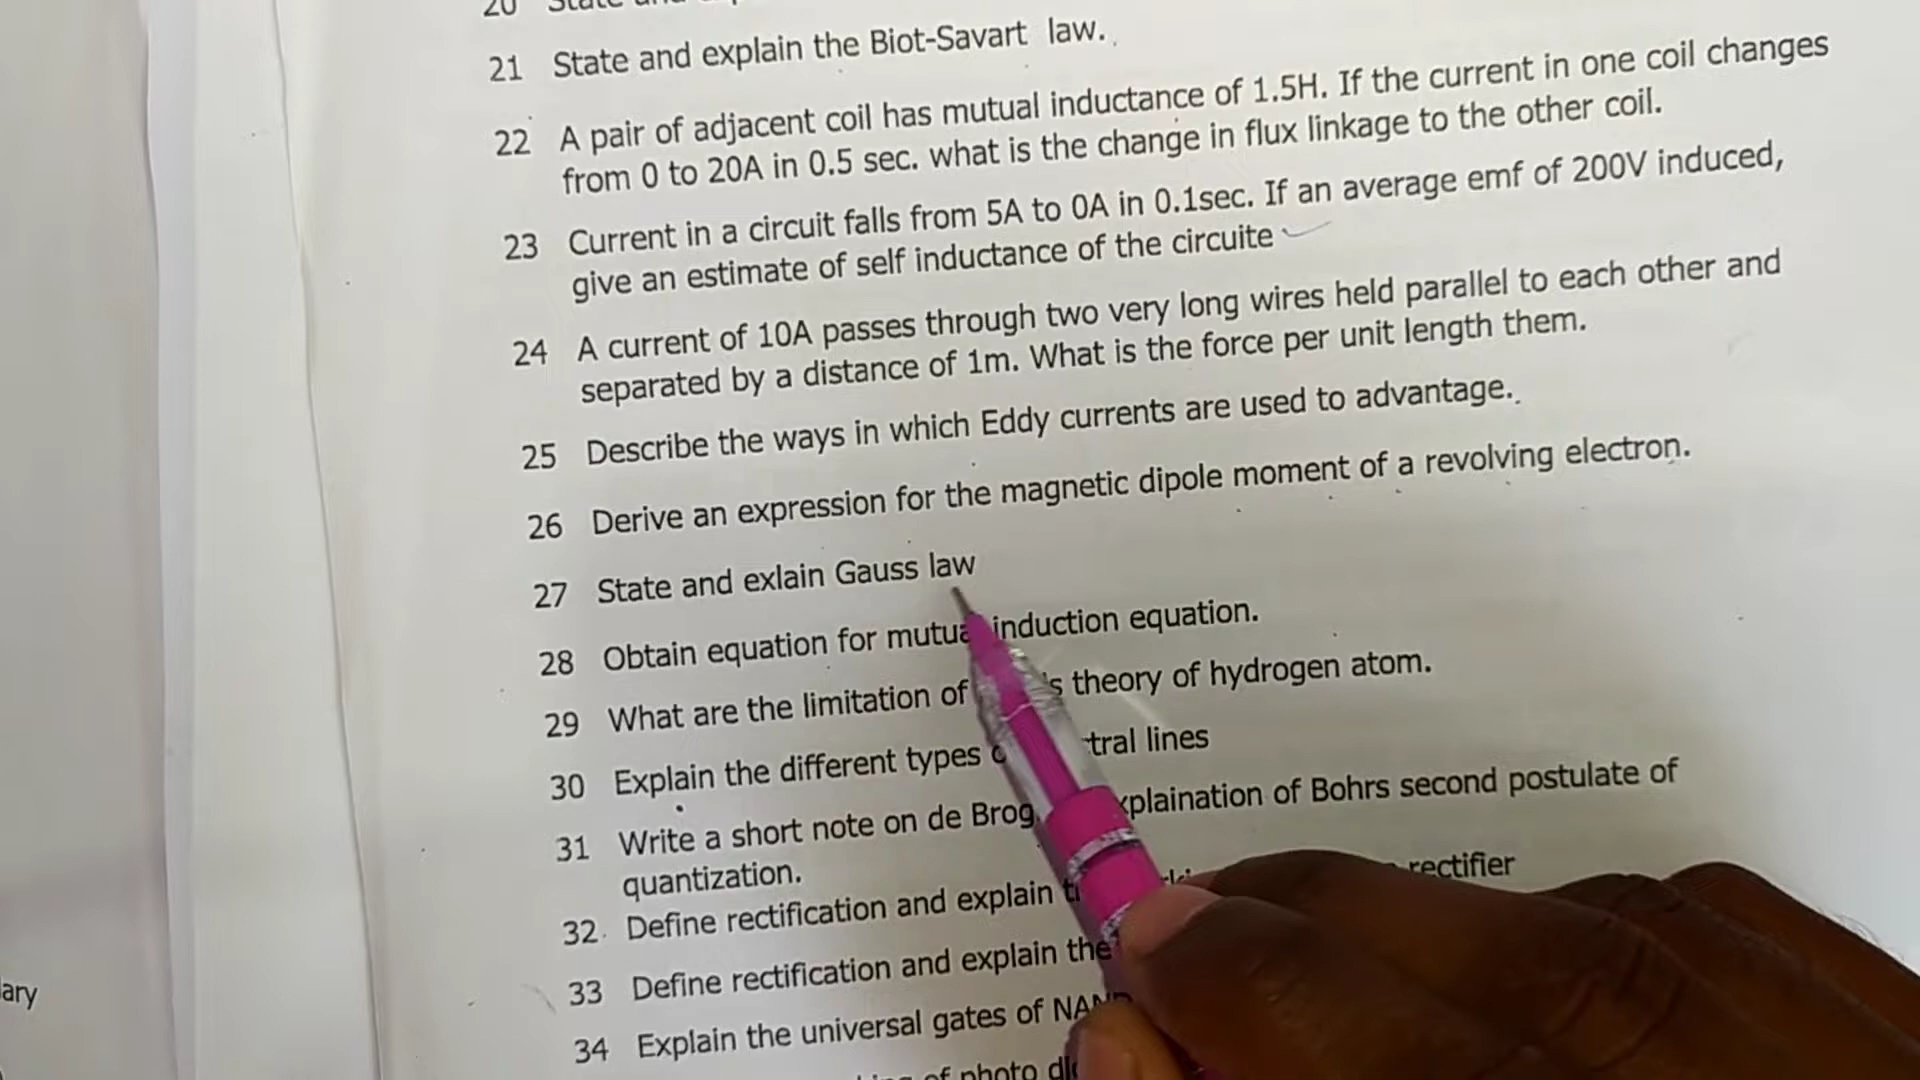 20 State and
21 State and explain the Biot-Savart law.
22 A pair of adjacent coil has mutual inductance of 1.5H. If the current in one coil changes
from 0 to 20A in 0.5 sec. what is the change in flux linkage to the other coil.
23 Current in a circuit falls from 5A to 0A in 0.1sec. If an average emf of 200V induced,
give an estimate of self inductance of the circuite
24 A current of 10A passes through two very long wires held parallel to each other and
separated by a distance of 1m. What is the force per unit length them.
25 Describe the ways in which Eddy currents are used to advantage.
26 Derive an expression for the magnetic dipole moment of a revolving electron.
27 State and exlain Gauss law
28 Obtain equation for mutua induction equation.
29 What are the limitation of s theory of hydrogen atom.
30 Explain the different types tral lines
31 Write a short note on de Brog xplaination of Bohrs second postulate of
quantization.
32. Define rectification and explain rectifier
33 Define rectification and explain the
34 Explain the universal gates of NAND
of photo
ary